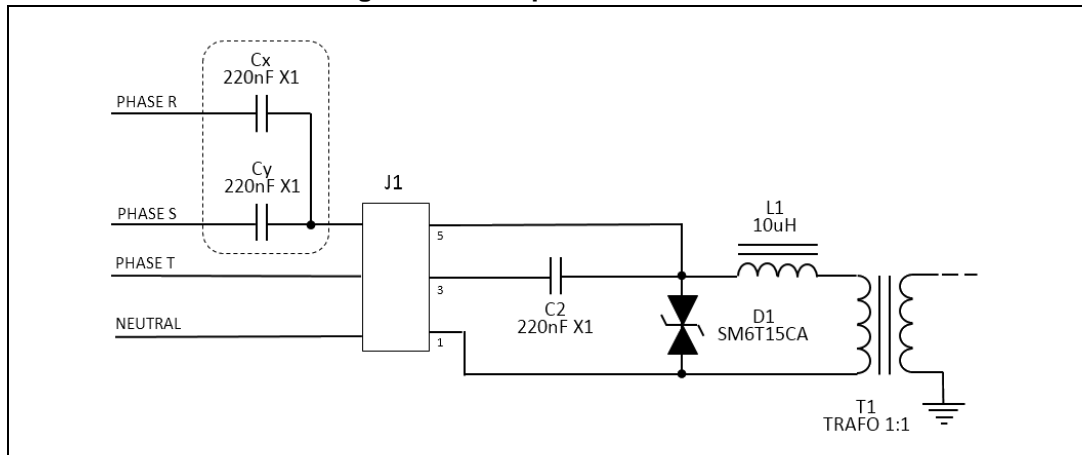 Cx
220nF X1
PHASE R
Cy
220nF X1
J1
PHASE S
5
L1
10uH
PHASE T
3
C2
220nF X1
D1
SM6T15CA
NEUTRAL
1
T1
TRAFO 1:1